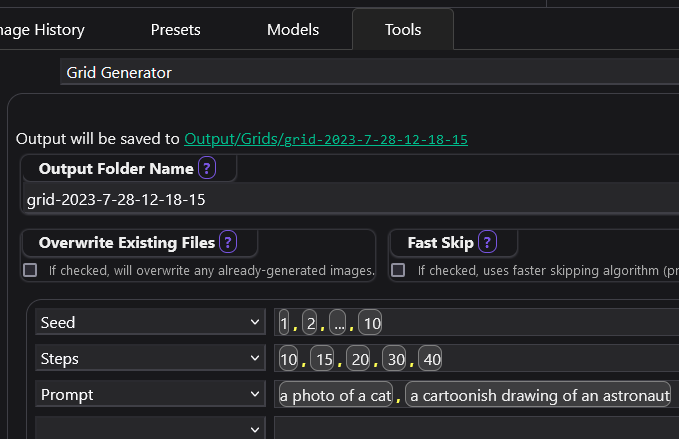 mage History Presets Models Tools
Grid Generator
Output will be saved to Output/Grids/grid-2023-7-28-12-18-15
Output Folder Name ?
grid-2023-7-28-12-18-15
Overwrite Existing Files ? Fast Skip ?
If checked, will overwrite any already-generated images. If checked, uses faster skipping algorithm (pr
Seed 1 , 2 , ... , 10
Steps 10 , 15 , 20 , 30 , 40
Prompt a photo of a cat , a cartoonish drawing of an astronaut